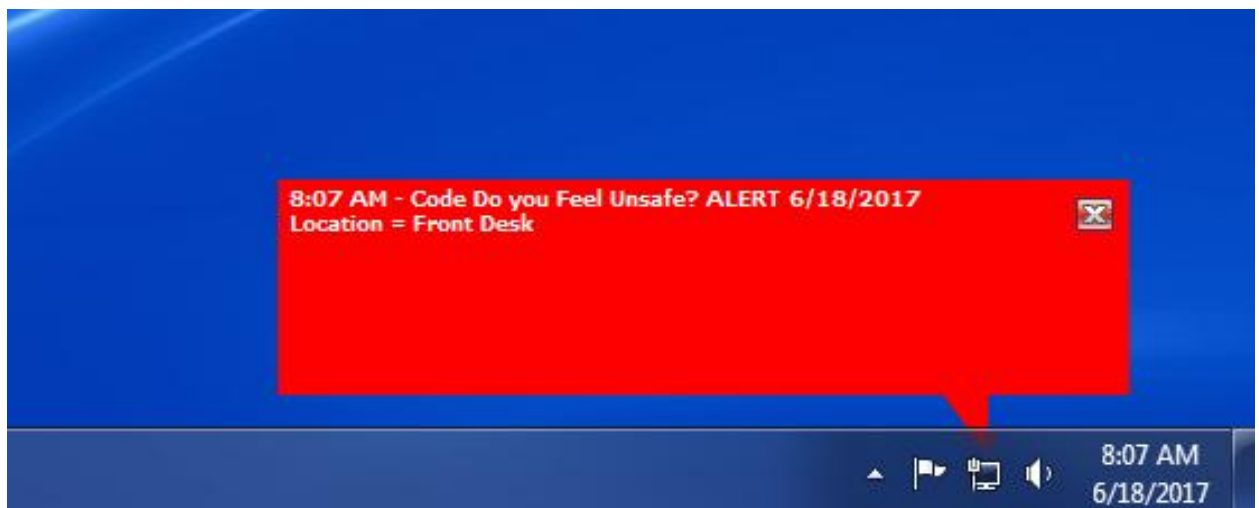 8:07 AM - Code Do you Feel Unsafe? ALERT 6/18/2017
Location = Front Desk
8:07 AM
6/18/2017